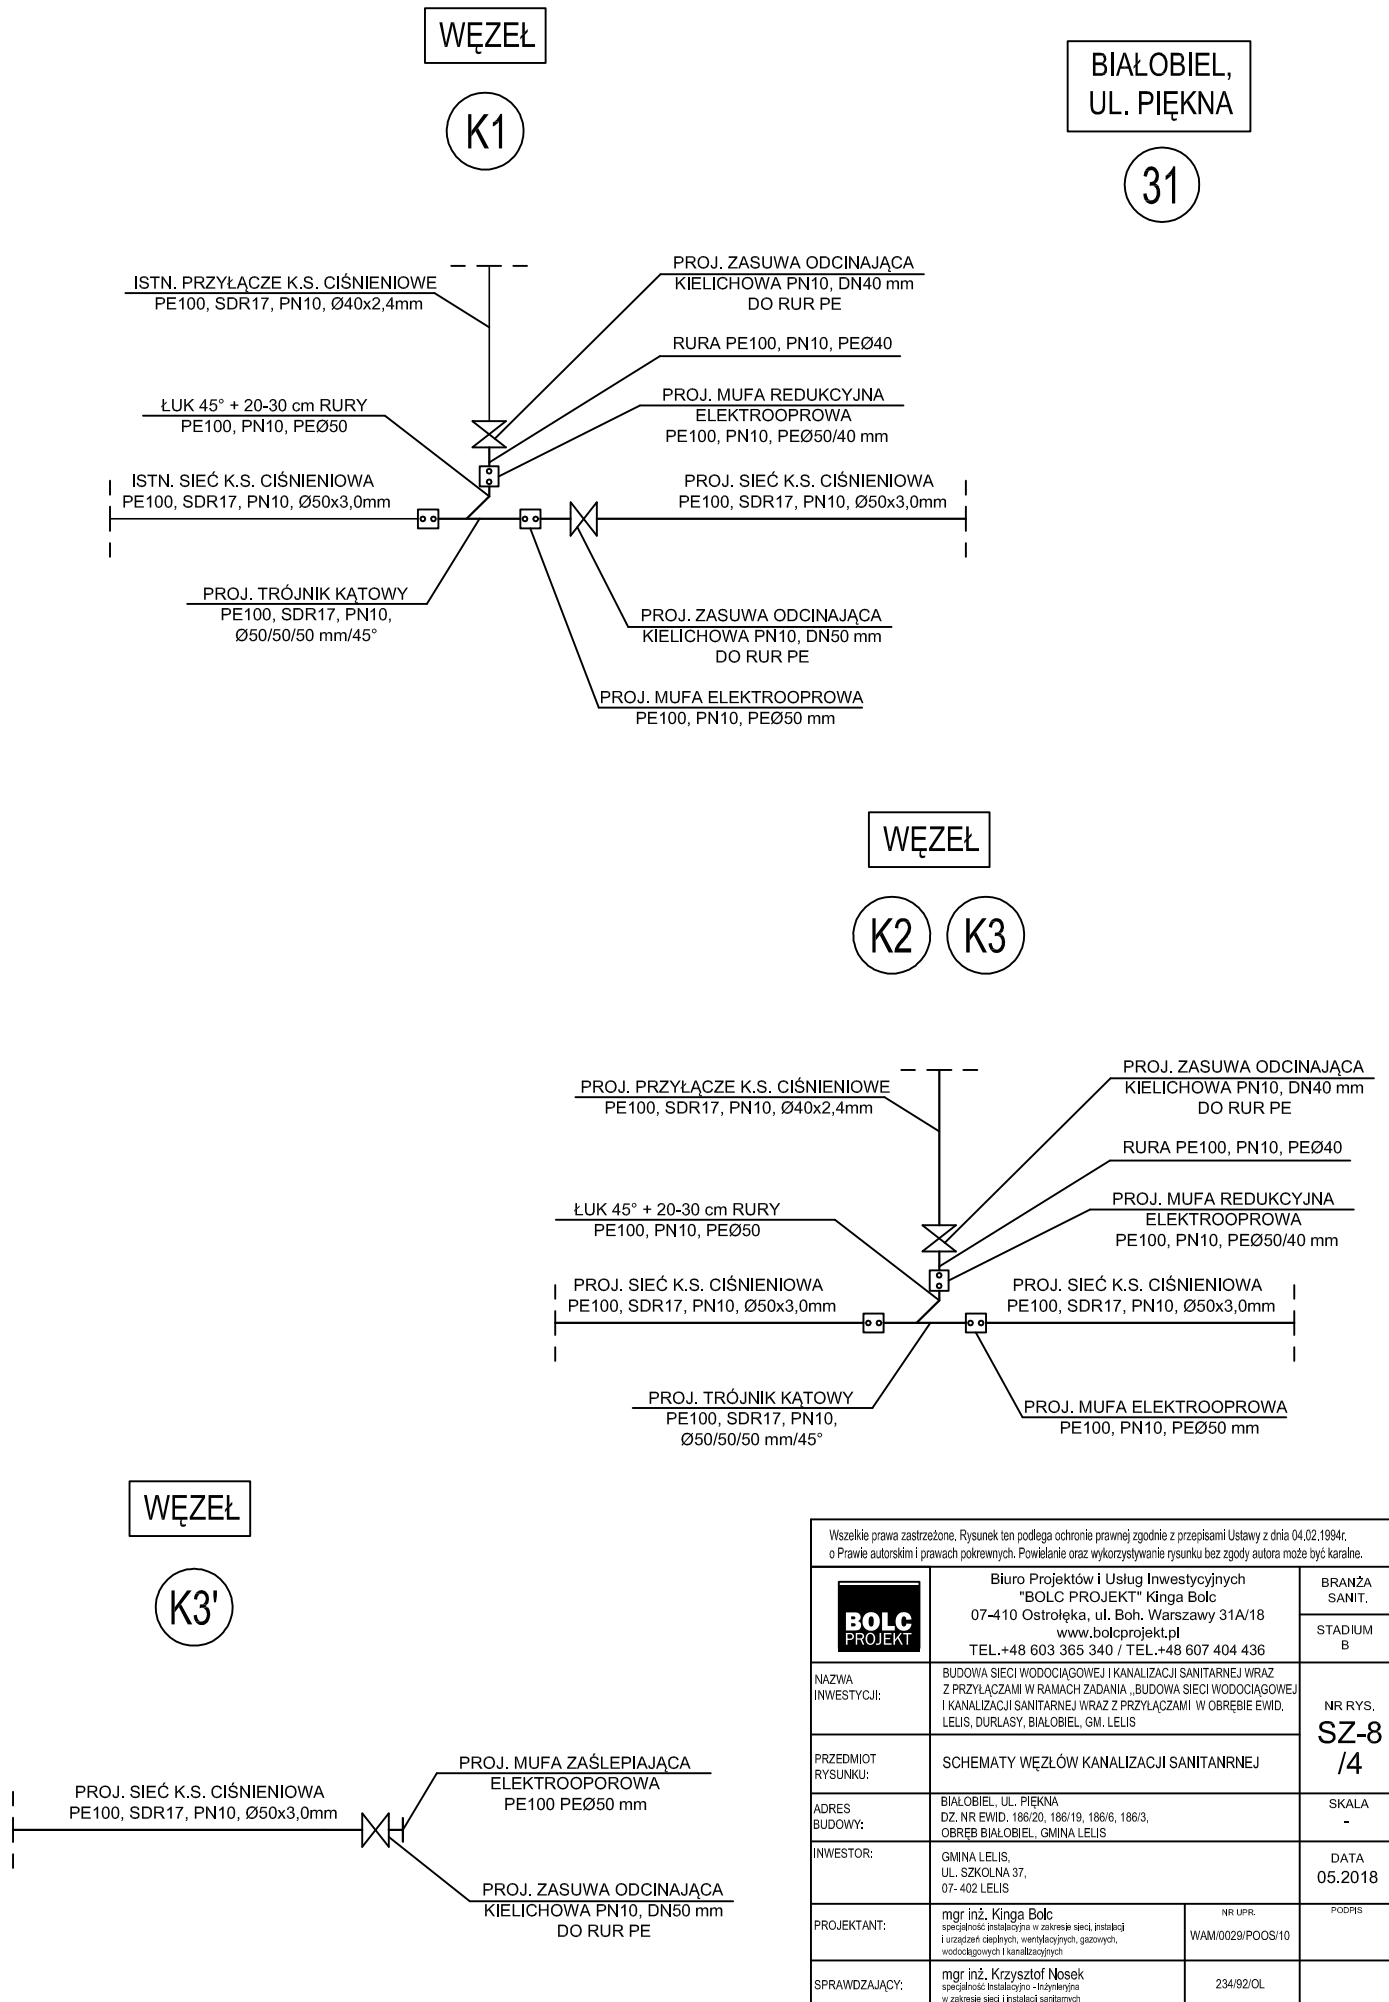 WĘZEŁ
K1
BIAŁOBIEL,
UL. PIĘKNA
31
ISTN. PRZYŁĄCZE K.S. CIŚNIENIOWE
PE100, SDR17, PN10, Ø40x2,4mm
PROJ. ZASUWA ODCINAJĄCA
KIELICHOWA PN10, DN40 mm
DO RUR PE
RURA PE100, PN10, PEØ40
ŁUK 45° + 20-30 cm RURY
PE100, PN10, PEØ50
PROJ. MUFA REDUKCYJNA
ELEKTROOPROWA
PE100, PN10, PEØ50/40 mm
ISTN. SIEĆ K.S. CIŚNIENIOWA
PE100, SDR17, PN10, Ø50x3,0mm
PROJ. SIEĆ K.S. CIŚNIENIOWA
PE100, SDR17, PN10, Ø50x3,0mm
PROJ. TRÓJNIK KĄTOWY
PE100, SDR17, PN10,
Ø50/50/50 mm/45°
PROJ. ZASUWA ODCINAJĄCA
KIELICHOWA PN10, DN50 mm
DO RUR PE
PROJ. MUFA ELEKTROOPROWA
PE100, PN10, PEØ50 mm
WĘZEŁ
K2 K3
PROJ. PRZYŁĄCZE K.S. CIŚNIENIOWE
PE100, SDR17, PN10, Ø40x2,4mm
PROJ. ZASUWA ODCINAJĄCA
KIELICHOWA PN10, DN40 mm
DO RUR PE
RURA PE100, PN10, PEØ40
ŁUK 45° + 20-30 cm RURY
PE100, PN10, PEØ50
PROJ. MUFA REDUKCYJNA
ELEKTROOPROWA
PE100, PN10, PEØ50/40 mm
PROJ. SIEĆ K.S. CIŚNIENIOWA
PE100, SDR17, PN10, Ø50x3,0mm
PROJ. SIEĆ K.S. CIŚNIENIOWA
PE100, SDR17, PN10, Ø50x3,0mm
PROJ. TRÓJNIK KĄTOWY
PE100, SDR17, PN10,
Ø50/50/50 mm/45°
PROJ. MUFA ELEKTROOPROWA
PE100, PN10, PEØ50 mm
WĘZEŁ
K3'
PROJ. SIEĆ K.S. CIŚNIENIOWA
PE100, SDR17, PN10, Ø50x3,0mm
PROJ. MUFA ZAŚLEPIAJĄCA
ELEKTROOPOROWA
PE100 PEØ50 mm
PROJ. ZASUWA ODCINAJĄCA
KIELICHOWA PN10, DN50 mm
DO RUR PE
Wszelkie prawa zastrzeżone. Rysunek ten podlega ochronie prawnej zgodnie z przepisami Ustawy z dnia 04.02.1994r.
o Prawie autorskim i prawach pokrewnych. Powielanie oraz wykorzystywanie rysunku bez zgody autora może być karalne.
BOLC
PROJEKT
Biuro Projektów i Usług Inwestycyjnych
"BOLC PROJEKT" Kinga Bolc
07-410 Ostrołęka, ul. Boh. Warszawy 31A/18
www.bolcprojekt.pl
TEL.+48 603 365 340 / TEL.+48 607 404 436
BRANŻA
SANIT.
STADIUM
B
NAZWA
INWESTYCJI:
BUDOWA SIECI WODOCIĄGOWEJ I KANALIZACJI SANITARNEJ WRAZ
Z PRZYŁĄCZAMI W RAMACH ZADANIA ,,BUDOWA SIECI WODOCIĄGOWEJ
I KANALIZACJI SANITARNEJ WRAZ Z PRZYŁĄCZAMI W OBRĘBIE EWID.
LELIS, DURLASY, BIAŁOBIEL, GM. LELIS
NR RYS.
SZ-8
/4
PRZEDMIOT
RYSUNKU:
SCHEMATY WĘZŁÓW KANALIZACJI SANITANRNEJ
ADRES
BUDOWY:
BIAŁOBIEL, UL. PIĘKNA
DZ. NR EWID. 186/20, 186/19, 186/6, 186/3,
OBRĘB BIAŁOBIEL, GMINA LELIS
SKALA
-
INWESTOR:
GMINA LELIS,
UL. SZKOLNA 37,
07- 402 LELIS
DATA
05.2018
PROJEKTANT:
mgr inż. Kinga Bolc
specjalność instalacyjna w zakresie sieci, instalacji
i urządzeń cieplnych, wentylacyjnych, gazowych,
wodociągowych i kanalizacyjnych
NR UPR.
WAM/0029/POOS/10
PODPIS
SPRAWDZAJĄCY:
mgr inż. Krzysztof Nosek
specjalność instalacyjno - inżynieryjna
w zakresie sieci i instalacji sanitarnych
234/92/OL